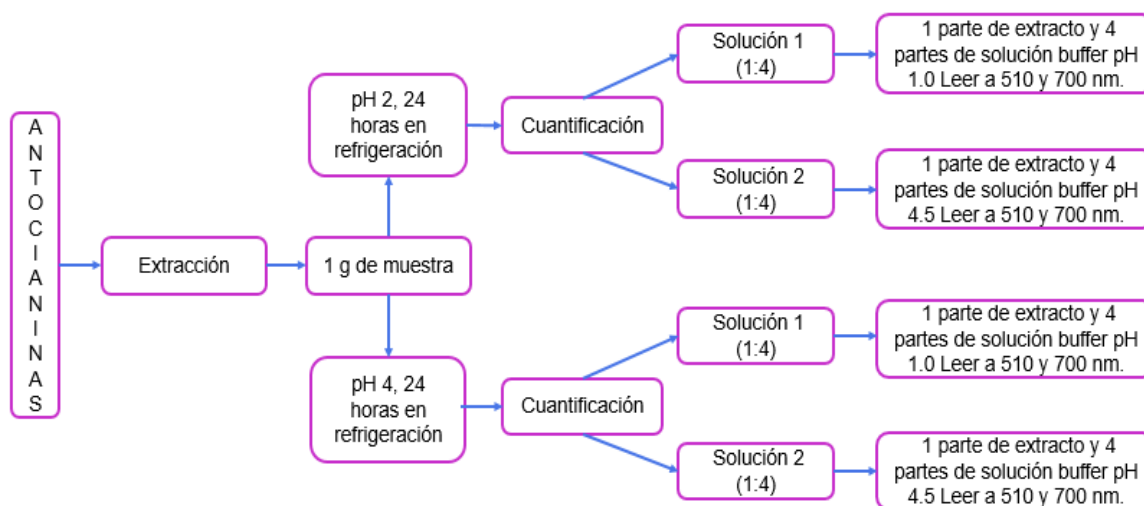 ANTOCIANINAS
Extracción
1 g de muestra
pH 2, 24
horas en
refrigeración
Cuantificación
Solución 1
(1:4)
1 parte de extracto y 4
partes de solución buffer pH
1.0 Leer a 510 y 700 nm.
Solución 2
(1:4)
1 parte de extracto y 4
partes de solución buffer pH
4.5 Leer a 510 y 700 nm.
pH 4, 24
horas en
refrigeración
Cuantificación
Solución 1
(1:4)
1 parte de extracto y 4
partes de solución buffer pH
1.0 Leer a 510 y 700 nm.
Solución 2
(1:4)
1 parte de extracto y 4
partes de solución buffer pH
4.5 Leer a 510 y 700 nm.